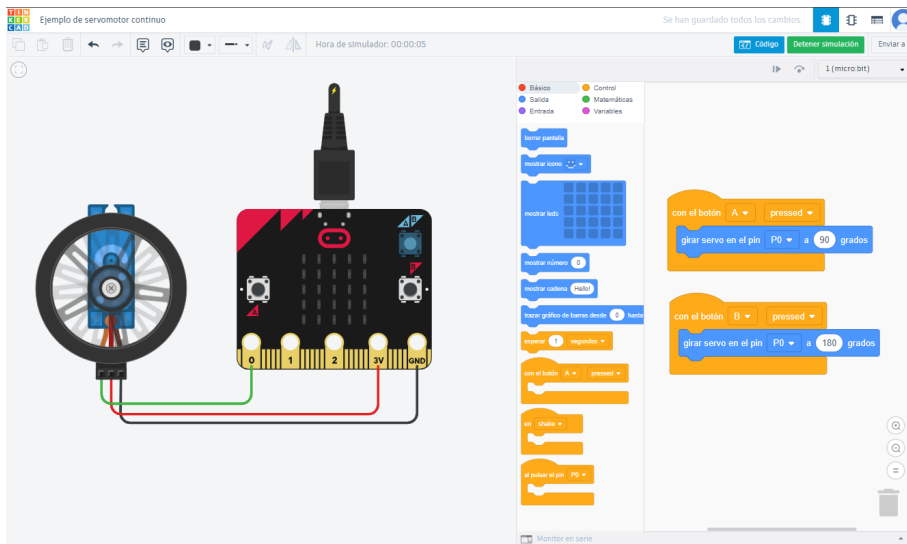 TIN
KER
CAD
Ejemplo de servomotor continuo
Se han guardado todos los cambios.
Hora de simulador: 00:00:05
Código
Detener simulación
Enviar a
1 (micro:bit)
Básico
Control
Salida
Matemáticas
Entrada
Variables
borrar pantalla
mostrar icono
mostrar leds
mostrar número 0
mostrar cadena Hello!
trazar gráfico de barras desde 0 hasta
esperar 1 segundos
con el botón A pressed
en shake
al pulsar el pin P0
con el botón A pressed
girar servo en el pin P0 a 90 grados
con el botón B pressed
girar servo en el pin P0 a 180 grados
A B
B
A
0 1 2 3V GND
Monitor en serie